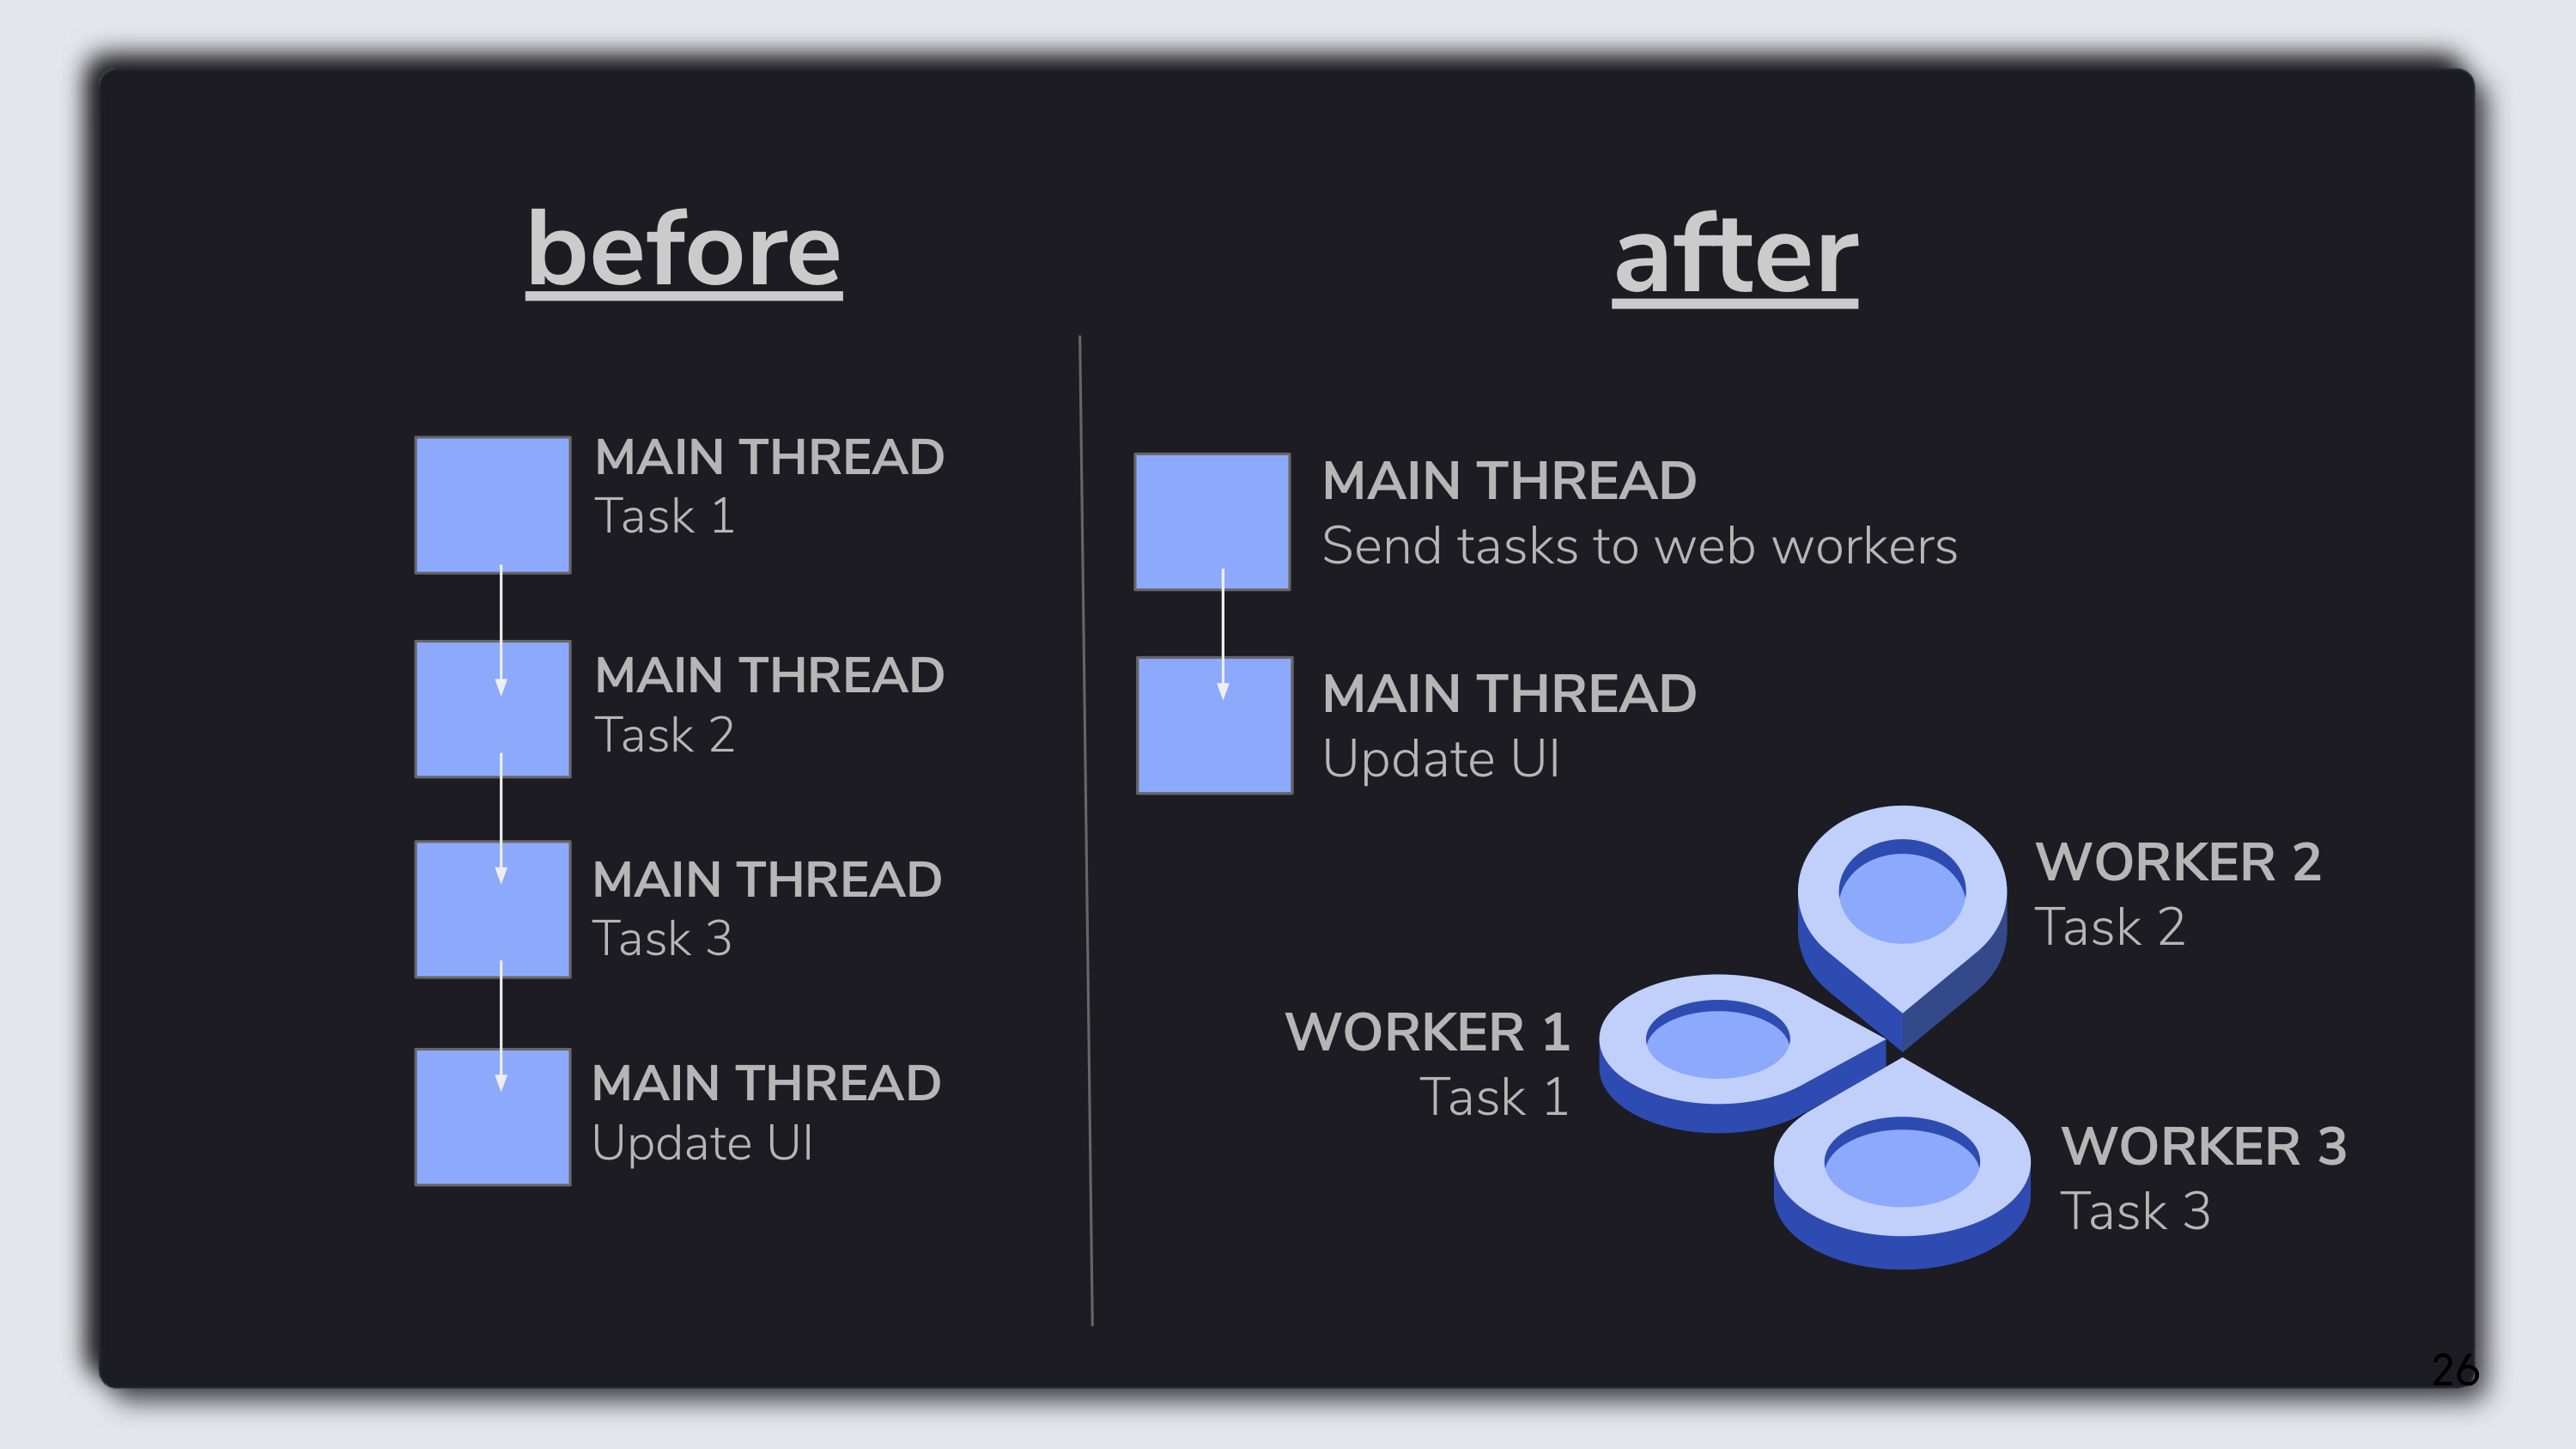 before
MAIN THREAD
Task 1
MAIN THREAD
Task 2
MAIN THREAD
Task 3
MAIN THREAD
Update UI
after
MAIN THREAD
Send tasks to web workers
MAIN THREAD
Update UI
WORKER 2
Task 2
WORKER 1
Task 1
WORKER 3
Task 3
26